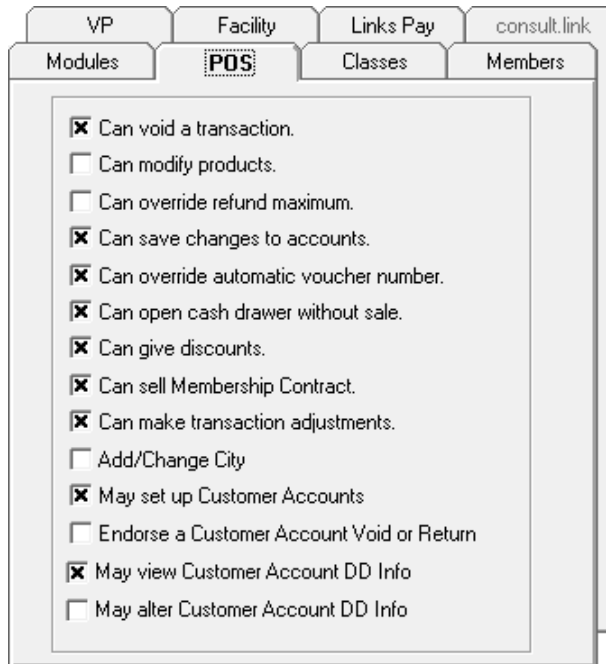 VP Facility Links Pay consult.link
Modules POS Classes Members
Can void a transaction.
Can modify products.
Can override refund maximum.
Can save changes to accounts.
Can override automatic voucher number.
Can open cash drawer without sale.
Can give discounts.
Can sell Membership Contract.
Can make transaction adjustments.
Add/Change City
May set up Customer Accounts
Endorse a Customer Account Void or Return
May view Customer Account DD Info
May alter Customer Account DD Info